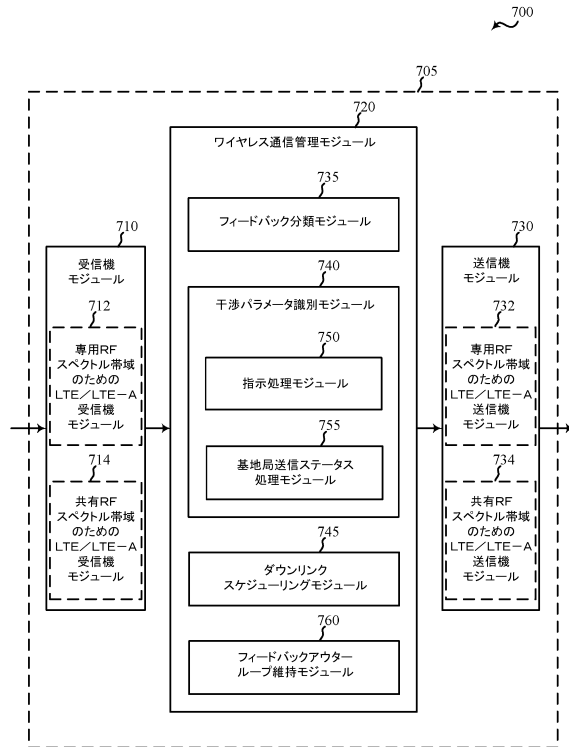 700
705
720
ワイヤレス通信管理モジュール
735
フィードバック分類モジュール
710
受信機
モジュール
712
専用RF
スペクトル帯域
のための
LTE/LTE-A
受信機
モジュール
714
共有RF
スペクトル帯域
のための
LTE/LTE-A
受信機
モジュール
740
干渉パラメータ識別モジュール
750
指示処理モジュール
755
基地局送信ステータス
処理モジュール
745
ダウンリンク
スケジューリングモジュール
760
フィードバックアウター
ループ維持モジュール
730
送信機
モジュール
732
専用RF
スペクトル帯域
のための
LTE/LTE-A
送信機
モジュール
734
共有RF
スペクトル帯域
のための
LTE/LTE-A
送信機
モジュール